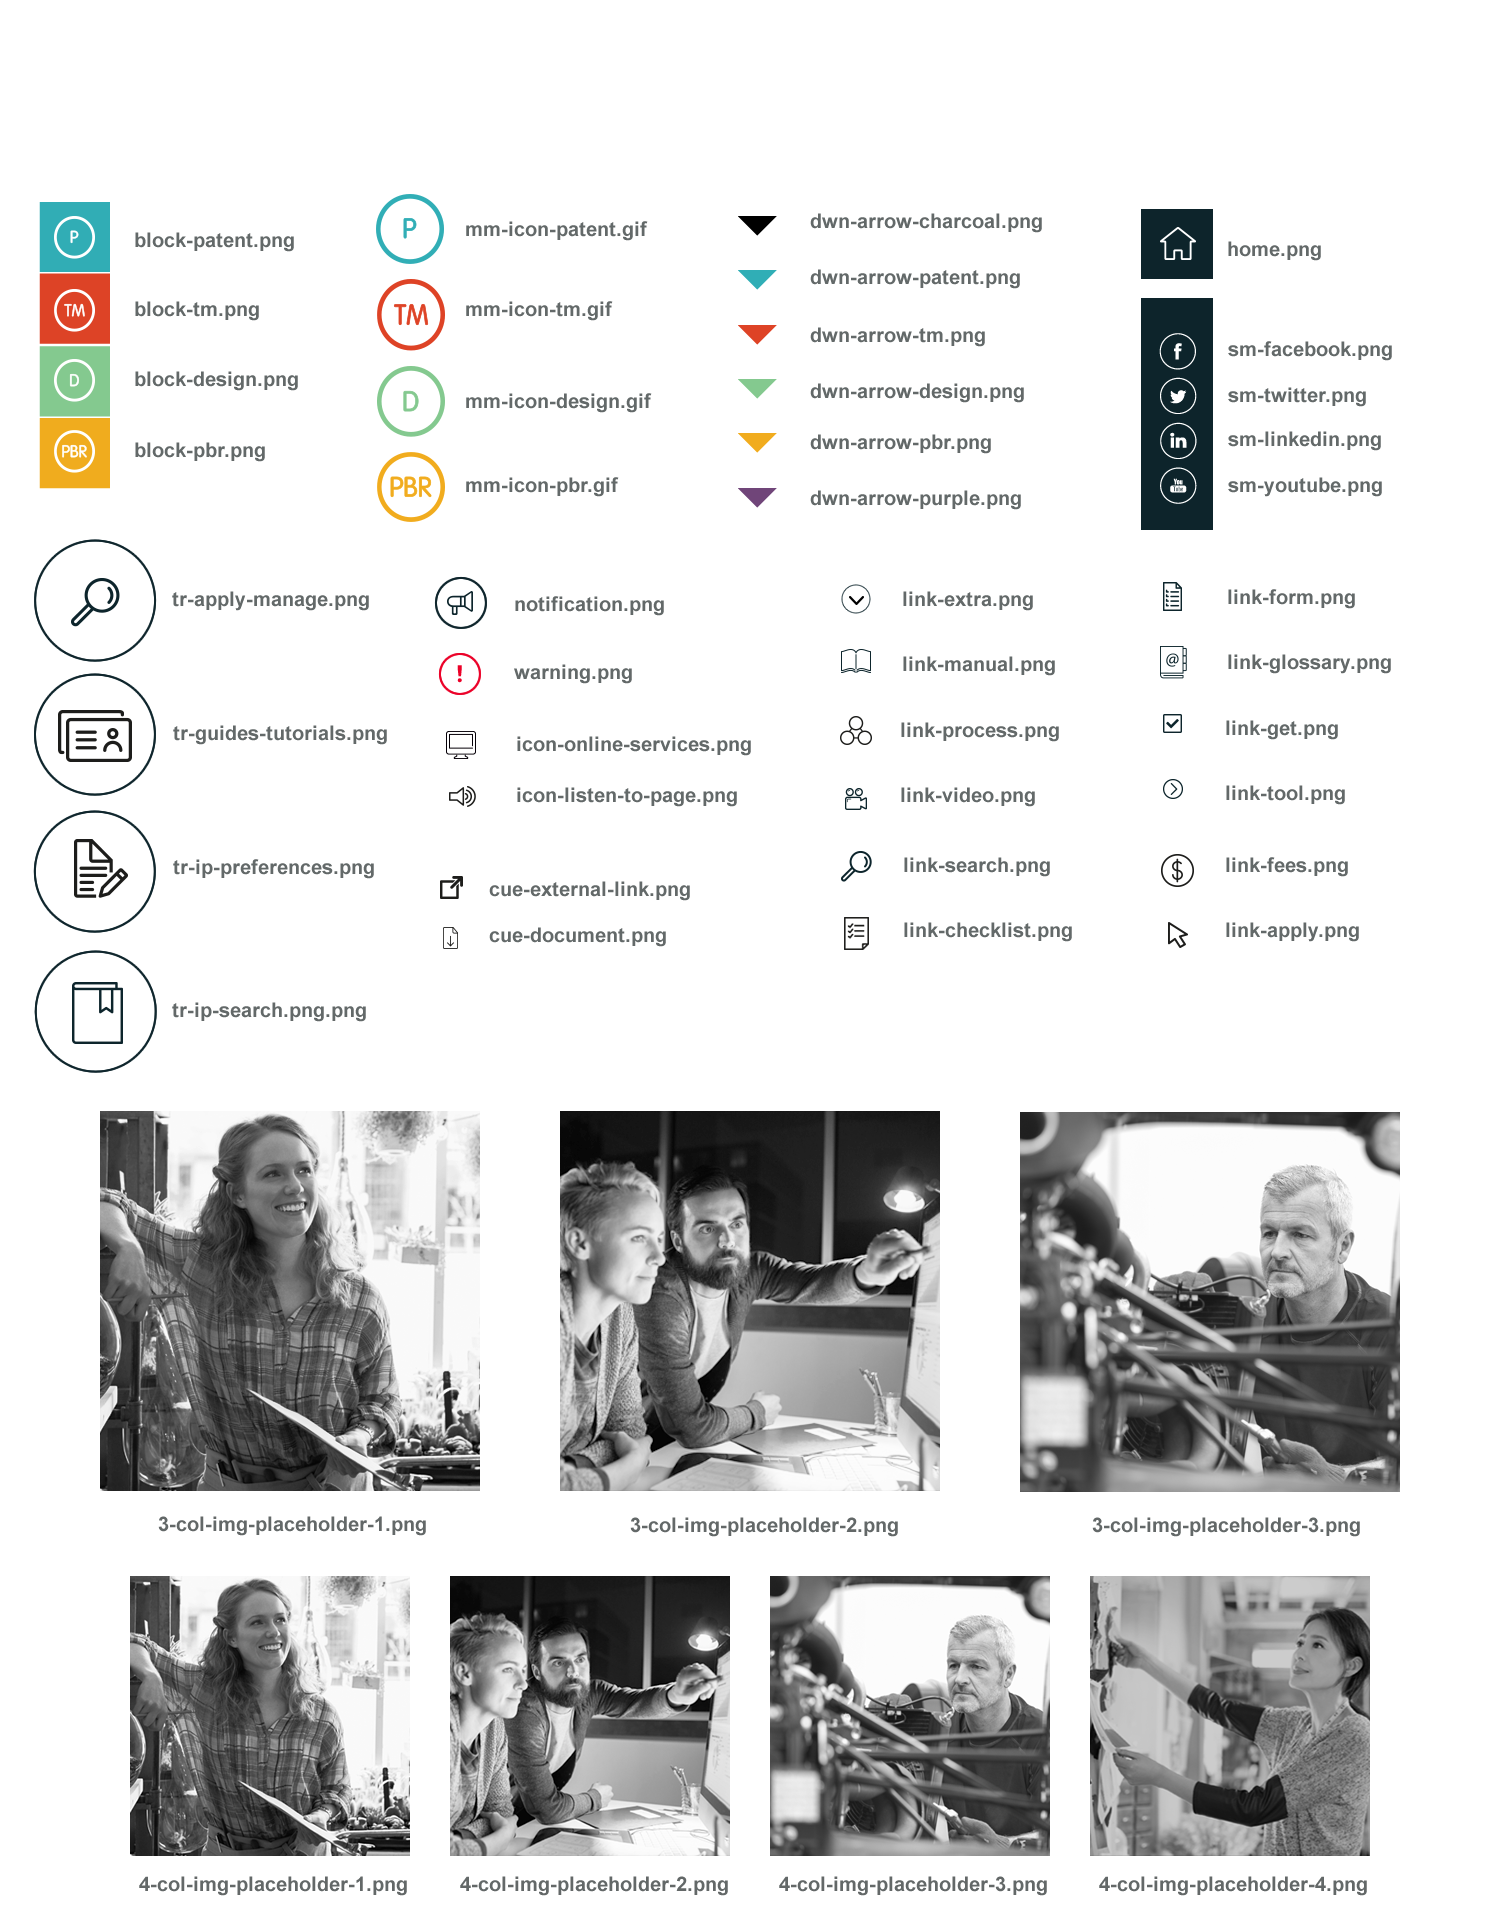 P
block-patent.png
TM
block-tm.png
D
block-design.png
PBR
block-pbr.png
P
mm-icon-patent.gif
TM
mm-icon-tm.gif
D
mm-icon-design.gif
PBR
mm-icon-pbr.gif
dwn-arrow-charcoal.png
dwn-arrow-patent.png
dwn-arrow-tm.png
dwn-arrow-design.png
dwn-arrow-pbr.png
dwn-arrow-purple.png
home.png
f
sm-facebook.png
sm-twitter.png
in
sm-linkedin.png
You
Tube
sm-youtube.png
tr-apply-manage.png
tr-guides-tutorials.png
tr-ip-preferences.png
tr-ip-search.png.png
notification.png
!
warning.png
icon-online-services.png
icon-listen-to-page.png
cue-external-link.png
cue-document.png
link-extra.png
link-manual.png
link-process.png
link-video.png
link-search.png
link-checklist.png
link-form.png
@
link-glossary.png
link-get.png
link-tool.png
$
link-fees.png
link-apply.png
3-col-img-placeholder-1.png
3-col-img-placeholder-2.png
3-col-img-placeholder-3.png
4-col-img-placeholder-1.png
4-col-img-placeholder-2.png
4-col-img-placeholder-3.png
4-col-img-placeholder-4.png